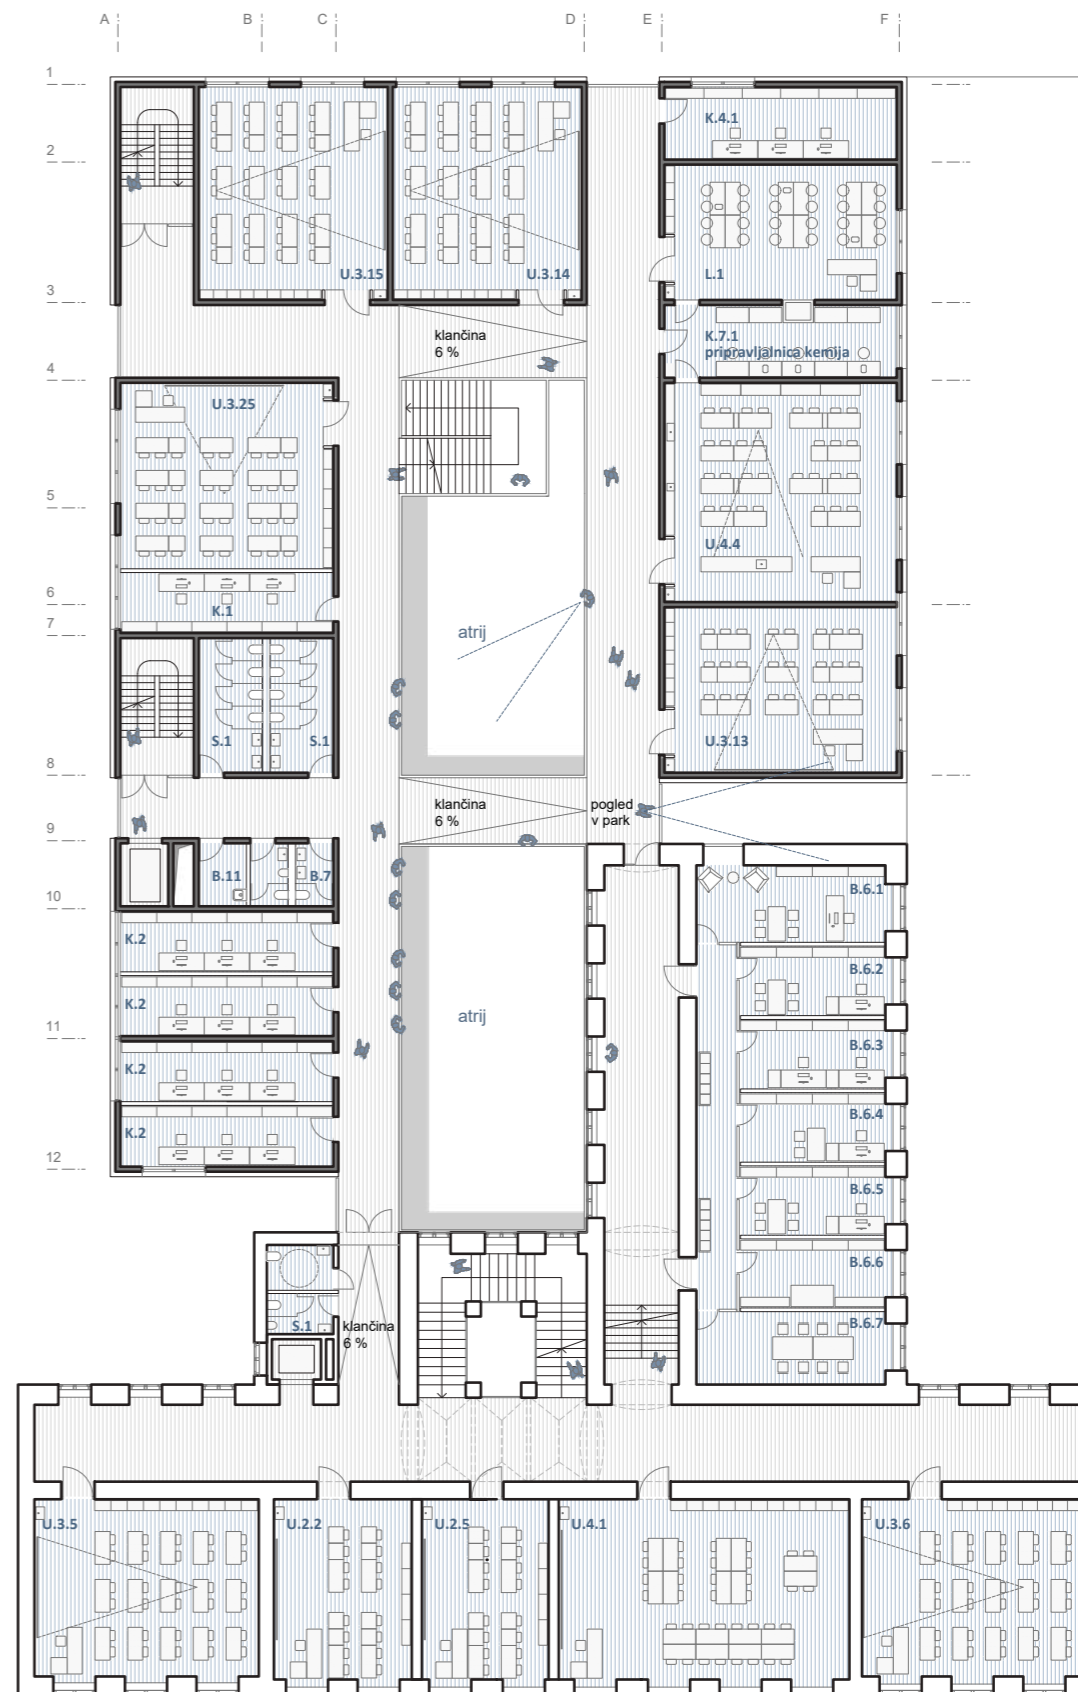 A B C D E F
1
K.4.1
2
U.3.15 U.3.14 L.1
3
klančina
6 %
K.7.1
pripravljalnica kemija
4
U.3.25
5
U.4.4
6
K.1
7
atrij
S.1 S.1 U.3.13
8
klančina
6 %
pogled
v park
9
B.11 B.7 B.6.1
10
K.2 B.6.2
K.2
atrij
11
B.6.3
K.2
B.6.4
K.2
12
B.6.5
B.6.6
S.1
klančina
6 %
B.6.7
U.3.5 U.2.2 U.2.5 U.4.1 U.3.6